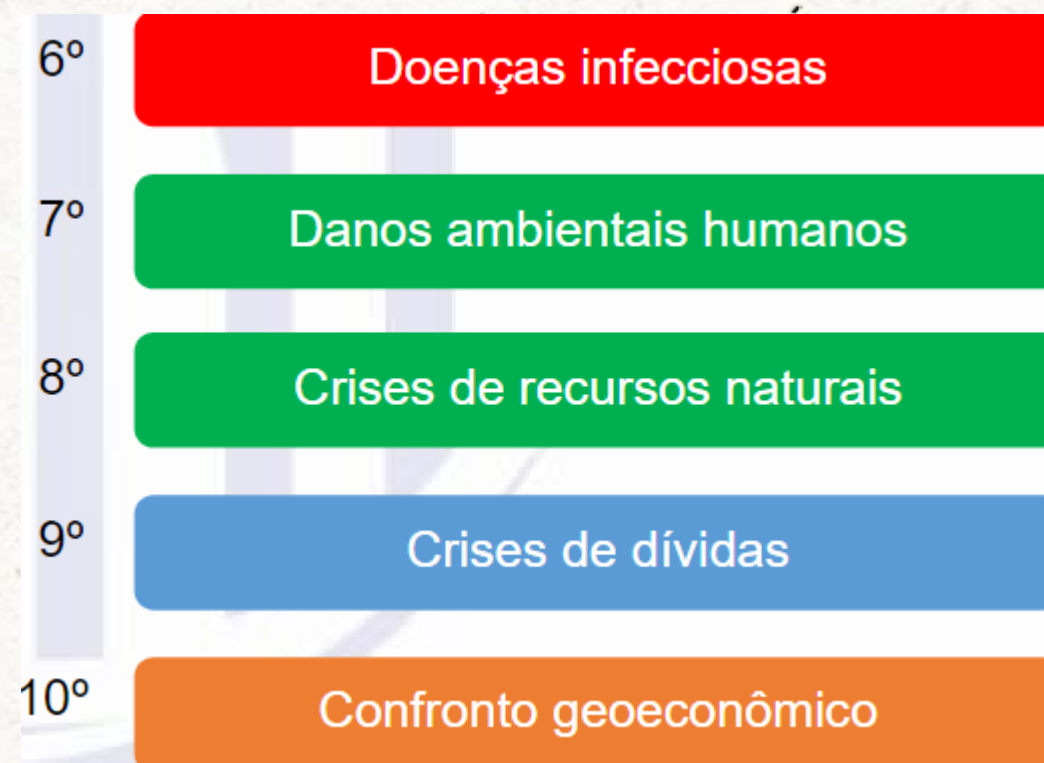 6º Doenças infecciosas
7º Danos ambientais humanos
8º Crises de recursos naturais
9º Crises de dívidas
10º Confronto geoeconômico